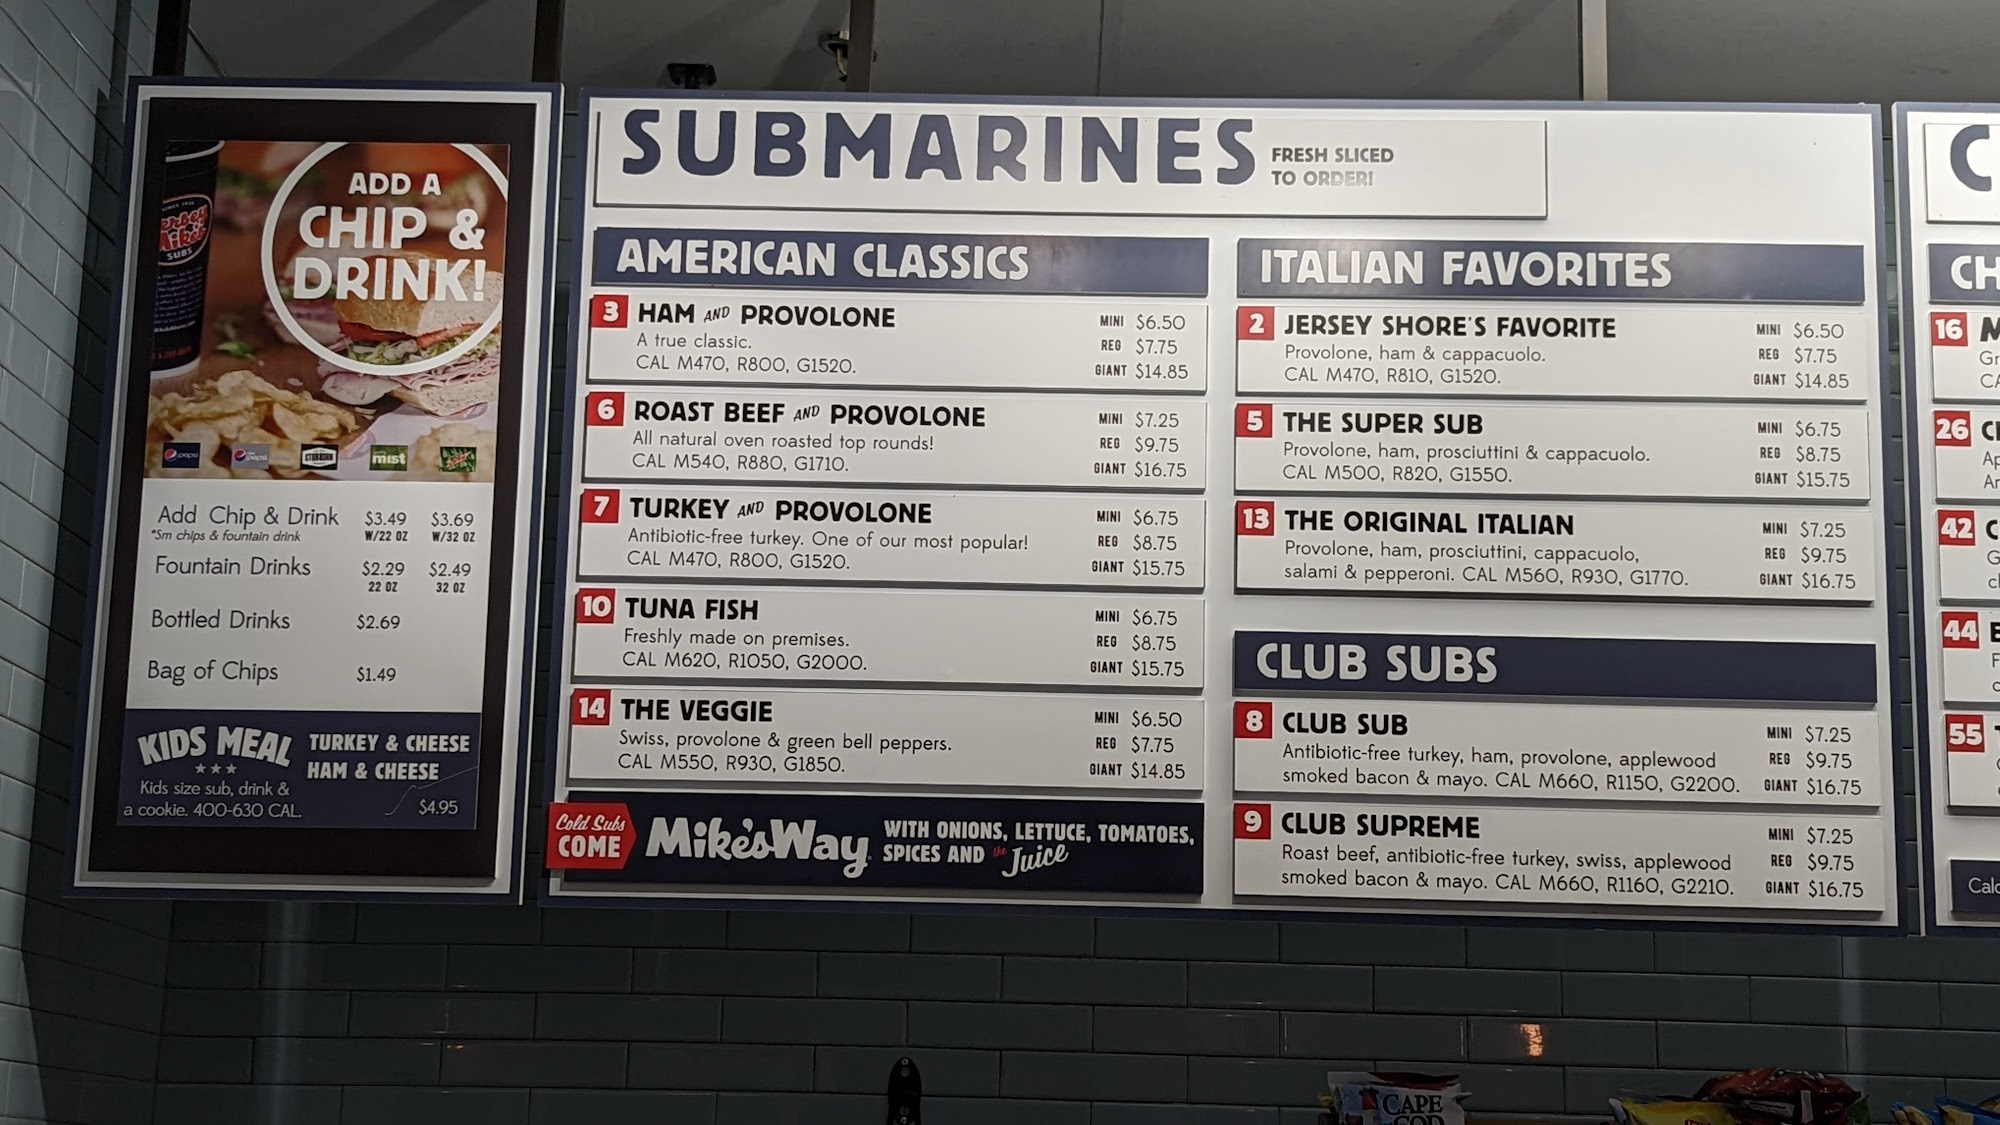 SINCE 1956
Jersey
Mike's
SUBS
ADD A
CHIP &
DRINK!
pepsi
pepsi
STUBBORN
mist
Add Chip & Drink $3.49 $3.69
*Sm chips & fountain drink W/22 OZ W/32 OZ
Fountain Drinks $2.29 $2.49
22 OZ 32 OZ
Bottled Drinks $2.69
Bag of Chips $1.49
KIDS MEAL
Kids size sub, drink &
a cookie. 400-630 CAL.
TURKEY & CHEESE
HAM & CHEESE
$4.95
SUBMARINES
FRESH SLICED
TO ORDER!
AMERICAN CLASSICS
3 HAM AND PROVOLONE MINI $6.50
A true classic. REG $7.75
CAL M470, R800, G1520. GIANT $14.85
6 ROAST BEEF AND PROVOLONE MINI $7.25
All natural oven roasted top rounds! REG $9.75
CAL M540, R880, G1710. GIANT $16.75
7 TURKEY AND PROVOLONE MINI $6.75
Antibiotic-free turkey. One of our most popular! REG $8.75
CAL M470, R800, G1520. GIANT $15.75
10 TUNA FISH MINI $6.75
Freshly made on premises. REG $8.75
CAL M620, R1050, G2000. GIANT $15.75
14 THE VEGGIE MINI $6.50
Swiss, provolone & green bell peppers. REG $7.75
CAL M550, R930, G1850. GIANT $14.85
Cold Subs
COME
Mike's Way
WITH ONIONS, LETTUCE, TOMATOES,
SPICES AND the Juice
ITALIAN FAVORITES
2 JERSEY SHORE'S FAVORITE MINI $6.50
Provolone, ham & cappacuolo. REG $7.75
CAL M470, R810, G1520. GIANT $14.85
5 THE SUPER SUB MINI $6.75
Provolone, ham, prosciuttini & cappacuolo. REG $8.75
CAL M500, R820, G1550. GIANT $15.75
13 THE ORIGINAL ITALIAN MINI $7.25
Provolone, ham, prosciuttini, cappacuolo, REG $9.75
salami & pepperoni. CAL M560, R930, G1770. GIANT $16.75
CLUB SUBS
8 CLUB SUB MINI $7.25
Antibiotic-free turkey, ham, provolone, applewood REG $9.75
smoked bacon & mayo. CAL M660, R1150, G2200. GIANT $16.75
9 CLUB SUPREME MINI $7.25
Roast beef, antibiotic-free turkey, swiss, applewood REG $9.75
smoked bacon & mayo. CAL M660, R1160, G2210. GIANT $16.75
C
CH
16 M
Gr
CA
26 C
Ap
Ar
42 C
G
cl
44
F
c
55
Calo
CAPE
COD